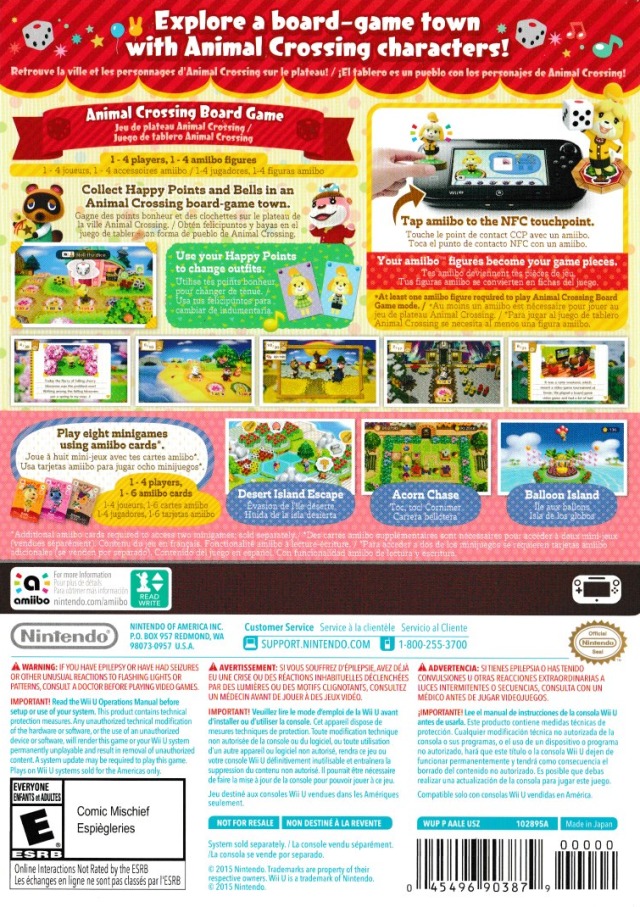 Explore a board-game town
with Animal Crossing characters!
Retrouve la ville et les personnages d'Animal Crossing sur le plateau! / ¡El tablero es un pueblo con los personajes de Animal Crossing!
Animal Crossing Board Game
Jeu de plateau Animal Crossing /
Juego de tablero Animal Crossing
1 - 4 players, 1 - 4 amiibo figures
1 - 4 joueurs, 1 - 4 accessoires amiibo / 1-4 jugadores, 1-4 figuras amiibo
Collect Happy Points and Bells in an
Animal Crossing board-game town.
Gagne des points bonheur et des clochettes sur le plateau de
la ville Animal Crossing. / Obtén felicipuntos y bayas en el
juego de tablero en forma de pueblo de Animal Crossing.
Use your Happy Points
to change outfits.
Utilise tes points bonheur
pour changer de tenue.
Usa tus felicipuntos para
cambiar de indumentaria.
Wii U
Tap amiibo to the NFC touchpoint.
Touche le point de contact CCP avec un amiibo.
Toca el punto de contacto NFC con un amiibo.
Your amiibo™ figures become your game pieces.
Tes amiibo deviennent tes pièces de jeu.
Tus figuras amiibo se convierten en fichas del juego.
*At least one amiibo figure required to play Animal Crossing Board
Game mode. / *Au moins un amiibo est nécessaire pour jouer au
jeu de plateau Animal Crossing. / *Para jugar al juego de tablero
Animal Crossing se necesita al menos una figura amiibo.
Play eight minigames
using amiibo cards*.
Joue à huit mini-jeux avec tes cartes amiibo*.
Usa tarjetas amiibo para jugar ocho minijuegos*.
1 - 4 players,
1 - 6 amiibo cards
1-4 joueurs, 1-6 cartes amiibo
1-4 jugadores, 1-6 tarjetas amiibo
Desert Island Escape
Évasion de l'île déserte
Huida de la isla desierta
Acorn Chase
Toc, toc! Cornimer
Carrera bellotera
Balloon Island
Île aux ballons
Isla de los globos
*Additional amiibo cards required to access two minigames; sold separately. / *Des cartes amiibo supplémentaires sont nécessaires pour accéder à deux mini-jeux
(vendues séparément). Contenu du jeu en français. Fonctionnalité amiibo à lecture-écriture. / *Para acceder a dos de los minijuegos se requieren tarjetas amiibo
adicionales (se venden por separado). Contenido del juego en español. Con funcionalidad amiibo de lectura y escritura.
amiibo
For more Information
Pour plus de détails
Para obtener más información
nintendo.com/amiibo
READ
WRITE
Nintendo
NINTENDO OF AMERICA INC.
P.O. BOX 957 REDMOND, WA
98073-0957 U.S.A.
Customer Service Service à la clientèle Servicio al Cliente
SUPPORT.NINTENDO.COM 1-800-255-3700
Official
Nintendo
Seal
WARNING: IF YOU HAVE EPILEPSY OR HAVE HAD SEIZURES
OR OTHER UNUSUAL REACTIONS TO FLASHING LIGHTS OR
PATTERNS, CONSULT A DOCTOR BEFORE PLAYING VIDEO GAMES.
IMPORTANT! Read the Wii U Operations Manual before
setup or use of your system. This product contains technical
protection measures. Any unauthorized technical modification
of the hardware or software, or the use of an unauthorized
device or software, will render this game or your Wii U system
permanently unplayable and result in removal of unauthorized
content. A system update may be required to play this game.
Plays on Wii U systems sold for the Americas only.
AVERTISSEMENT: SI VOUS SOUFFREZ D'ÉPILEPSIE, AVEZ DÉJÀ
EU UNE CRISE OU DES RÉACTIONS INHABITUELLES DÉCLENCHÉES
PAR DES LUMIÈRES OU DES MOTIFS CLIGNOTANTS, CONSULTEZ
UN MÉDECIN AVANT DE JOUER À DES JEUX VIDÉO.
IMPORTANT! Veuillez lire le mode d'emploi de la Wii U avant
d'installer ou d'utiliser la console. Cet appareil dispose de
mesures techniques de protection. Toute modification technique
non autorisée de la console ou du logiciel, ou toute utilisation
d'un autre appareil ou logiciel non autorisé, rendra ce jeu ou
votre console Wii U définitivement inutilisable et entraînera la
suppression du contenu non autorisé. Il pourrait être nécessaire
de faire la mise à jour de la console pour pouvoir jouer à ce jeu.
Jeu destiné aux consoles Wii U vendues dans les Amériques
seulement.
ADVERTENCIA: SI TIENES EPILEPSIA O HAS TENIDO
CONVULSIONES U OTRAS REACCIONES EXTRAORDINARIAS A
LUCES INTERMITENTES O SECUENCIAS, CONSULTA CON UN
MÉDICO ANTES DE JUGAR VIDEOJUEGOS.
¡IMPORTANTE! Lee el manual de instrucciones de la consola Wii U
antes de usarla. Este producto contiene medidas técnicas de
protección. Cualquier modificación técnica no autorizada de la
consola o sus programas, o el uso de un dispositivo o programa
no autorizado, hará que este título o la consola Wii U dejen de
funcionar permanentemente y tendrá como consecuencia el
borrado del contenido no autorizado. Es posible que debas
realizar una actualización de la consola para jugar este juego.
Compatible solo con consolas Wii U vendidas en América.
EVERYONE
ENFANTS et ADULTES
E
ESRB
Comic Mischief
Espiègleries
Online Interactions Not Rated by the ESRB
Les échanges en ligne ne sont pas classés par l'ESRB
NOT FOR RESALE NON DESTINÉ À LA REVENTE
System sold separately. / La console vendu séparément.
/La consola se vende por separado.
© 2015 Nintendo. Trademarks are property of their
respective owners. Wii U is a trademark of Nintendo.
© 2015 Nintendo.
WUP P AALE USZ 102895A Made in Japan
00000
0 45496 90387 9